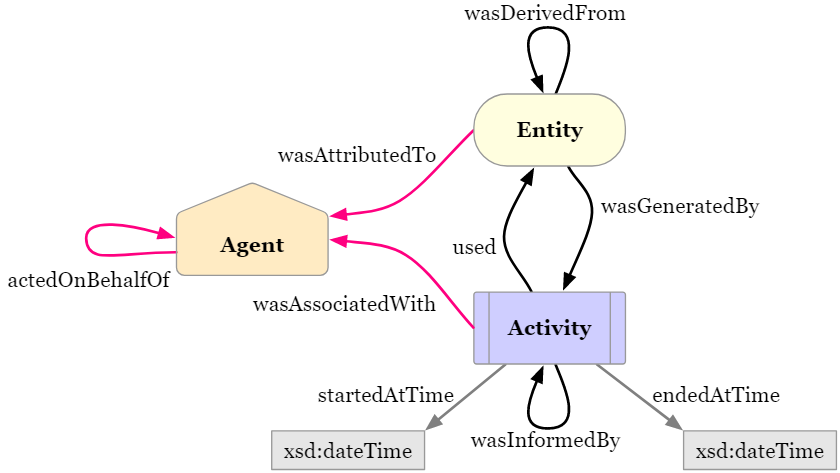 wasDerivedFrom
Entity
wasAttributedTo
wasGeneratedBy
Agent
used
actedOnBehalfOf
wasAssociatedWith
Activity
startedAtTime
endedAtTime
wasInformedBy
xsd:dateTime
xsd:dateTime